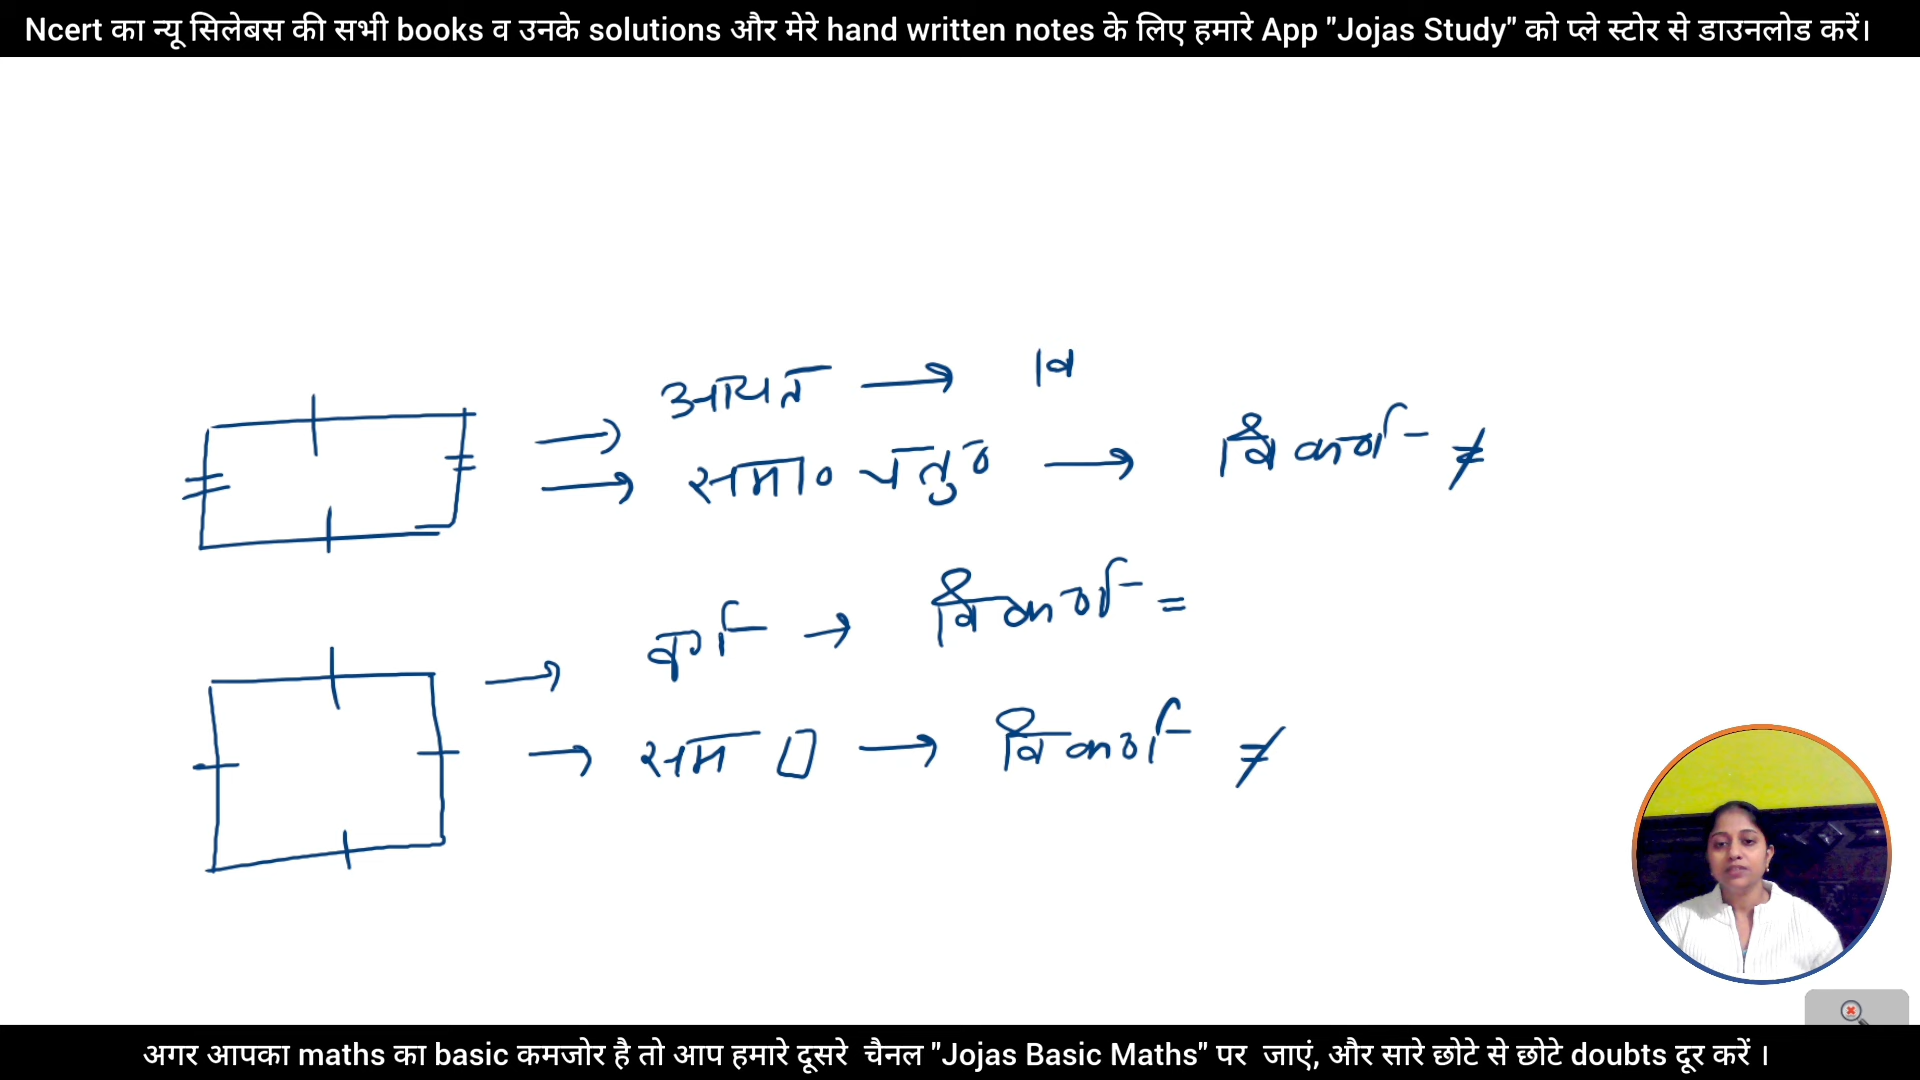 Ncert का न्यू सिलेबस की सभी books व उनके solutions और मेरे hand written notes के लिए हमारे App "Jojas Study" को प्ले स्टोर से डाउनलोड करें।
आयत → वि
समा० चतु० → विकर्ण ≠
वर्ग → विकर्ण =
सम ▱ → विकर्ण ≠
अगर आपका maths का basic कमजोर है तो आप हमारे दूसरे चैनल "Jojas Basic Maths" पर जाएं, और सारे छोटे से छोटे doubts दूर करें ।